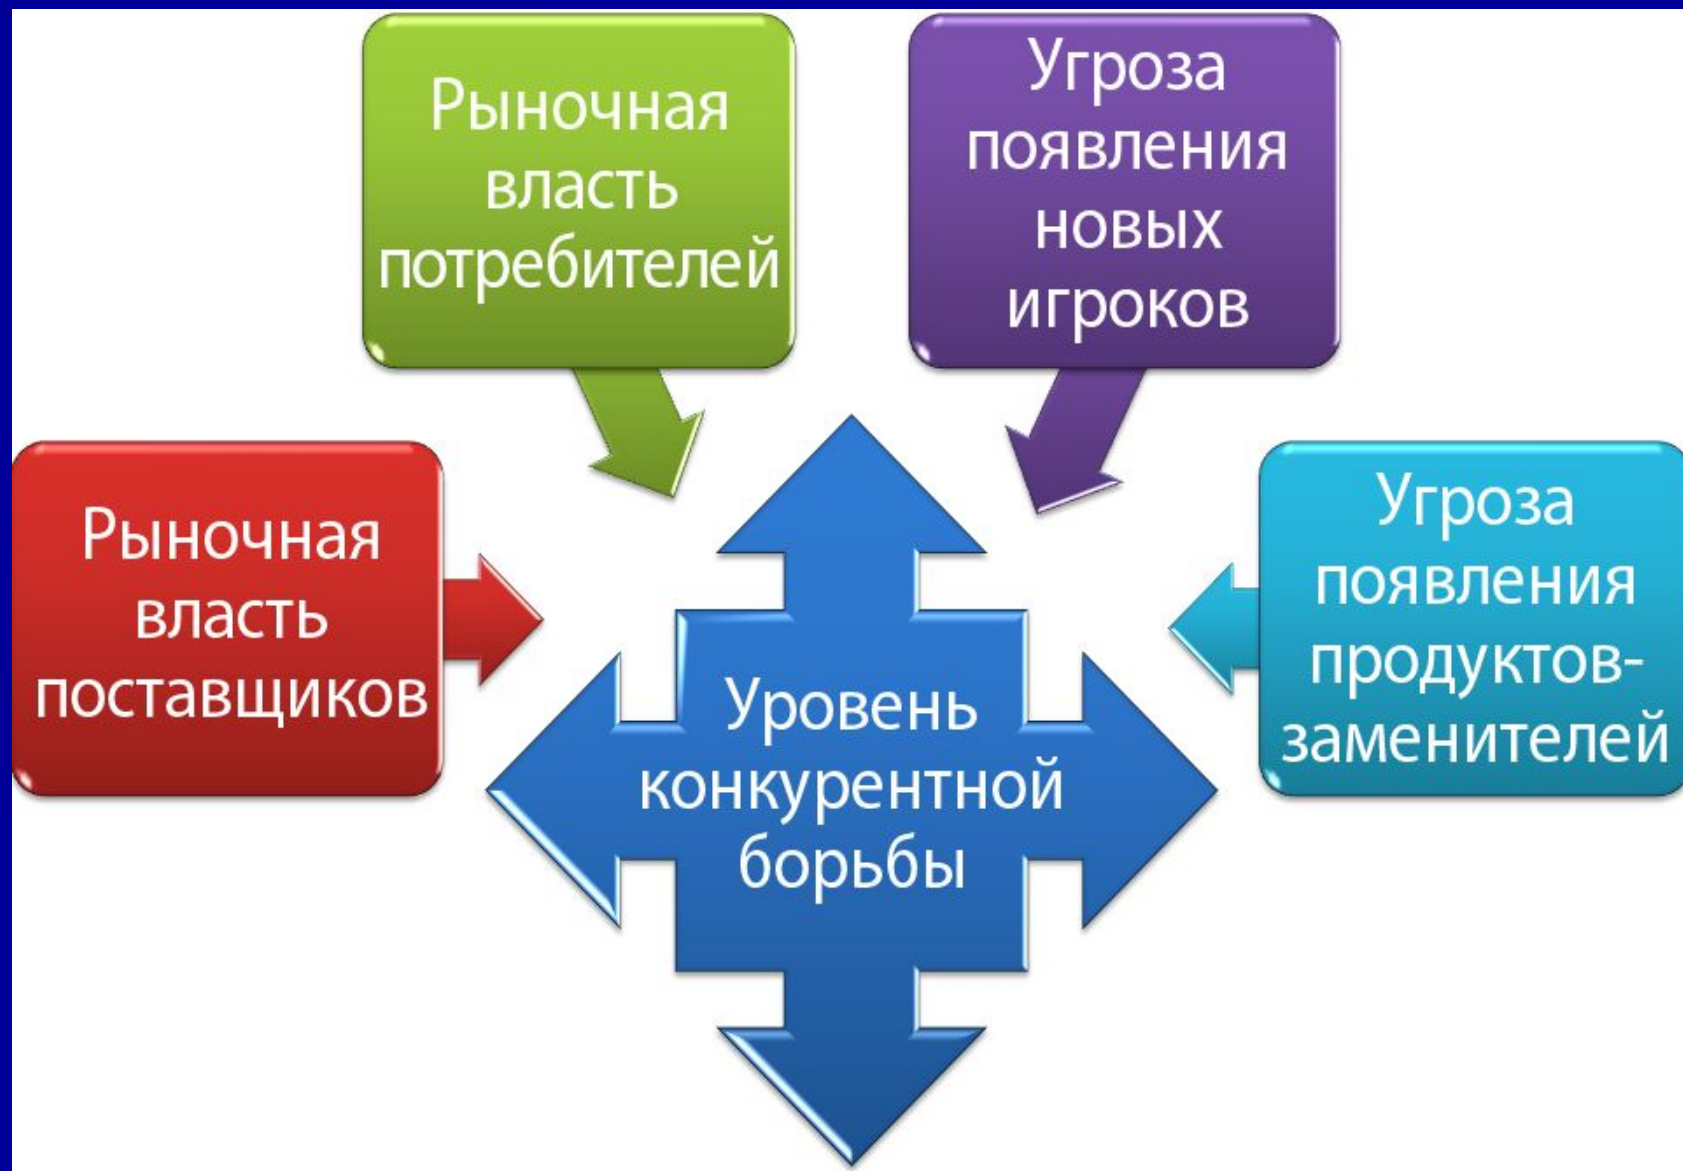 Рыночная
власть
потребителей
Угроза
появления
новых
игроков
Рыночная
власть
поставщиков
Угроза
появления
продуктов-
заменителей
Уровень
конкурентной
борьбы